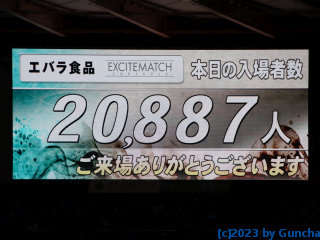 エバラ食品 EXCITEMATCH 本日の入場者数
20,887人
ご来場ありがとうございます
(c)2023 by Guncha